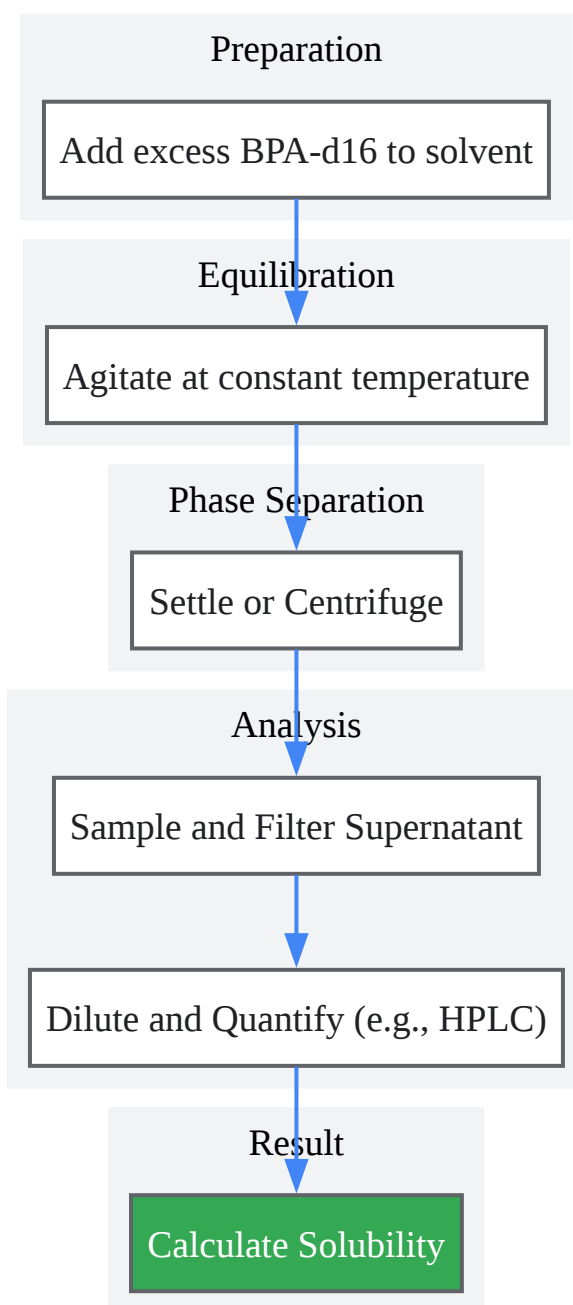 Preparation
Add excess BPA-d16 to solvent
Equilibration
Agitate at constant temperature
Phase Separation
Settle or Centrifuge
Analysis
Sample and Filter Supernatant
Dilute and Quantify (e.g., HPLC)
Result
Calculate Solubility